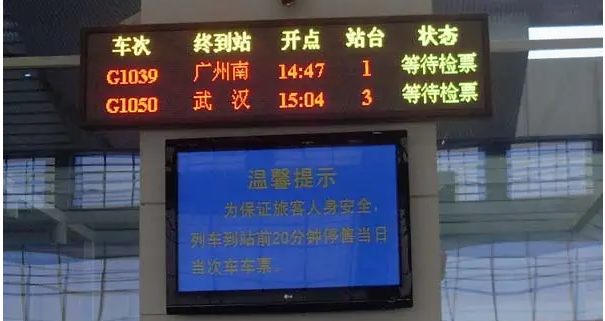 车次 终到站 开点 站台 状态
G1039 广州南 14:47 1 等待检票
G1050 武汉 15:04 3 等待检票
温馨提示
为保证旅客人身安全,
列车到站前20分钟停售当日
当次车车票。
LG